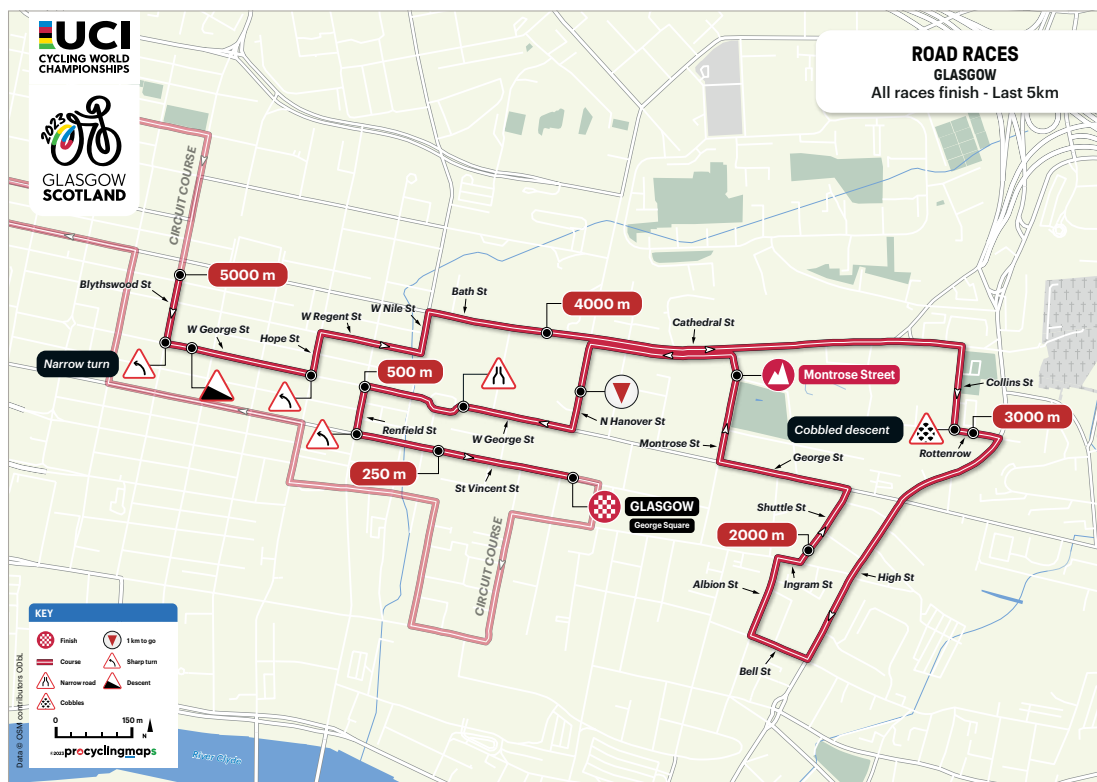 UCI
CYCLING WORLD
CHAMPIONSHIPS
2023
GLASGOW
SCOTLAND
ROAD RACES
GLASGOW
All races finish - Last 5km
CIRCUIT COURSE
5000 m
Blythswood St
W George St
Narrow turn
Hope St
W Regent St
W Nile St
Bath St
4000 m
Cathedral St
500 m
Renfield St
W George St
N Hanover St
Montrose Street
Montrose St
Collins St
3000 m
Cobbled descent
Rottenrow
George St
250 m
St Vincent St
GLASGOW
George Square
Shuttle St
2000 m
Ingram St
Albion St
High St
Bell St
CIRCUIT COURSE
KEY
Finish
1 km to go
Course
Sharp turn
Narrow road
Descent
Cobbles
0 150 m
N
©2023 procyclingmaps
Data © OSM contributors ODbL
River Clyde